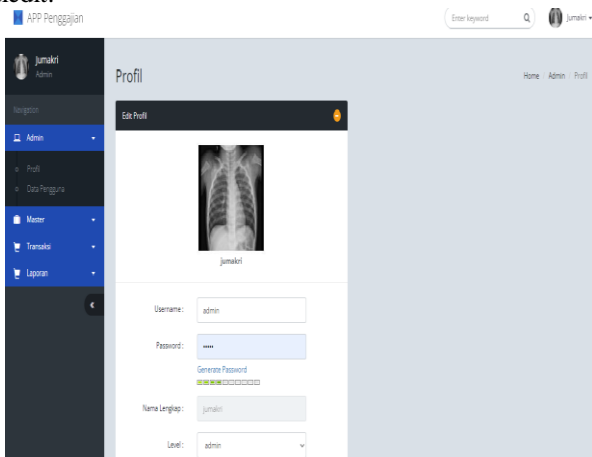 APP Penggajian
Enter keyword
Jumakri
Jumakri
Admin
Profil
Home / Admin / Profil
Navigation
Edit Profil
Admin
Profil
Data Pengguna
Master
Transaksi
Laporan
jumakri
Username :
admin
Password :
•••••
Generate Password
Nama Lengkap :
jumakri
Level :
admin